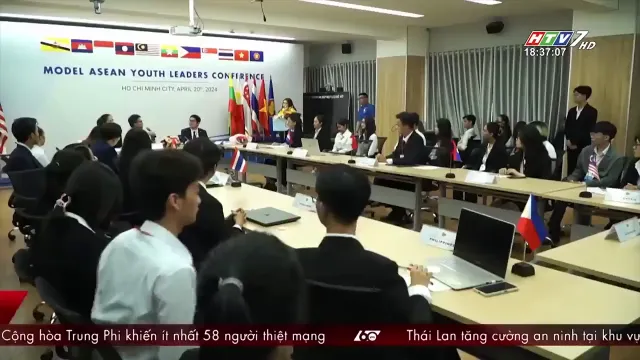 HTV7 HD
18:37:07
MODEL ASEAN YOUTH LEADERS CONFERENCE
HO CHI MINH CITY, APRIL 20th, 2024
Cộng hòa Trung Phi khiến ít nhất 58 người thiệt mạng
60
Thái Lan tăng cường an ninh tại khu vự